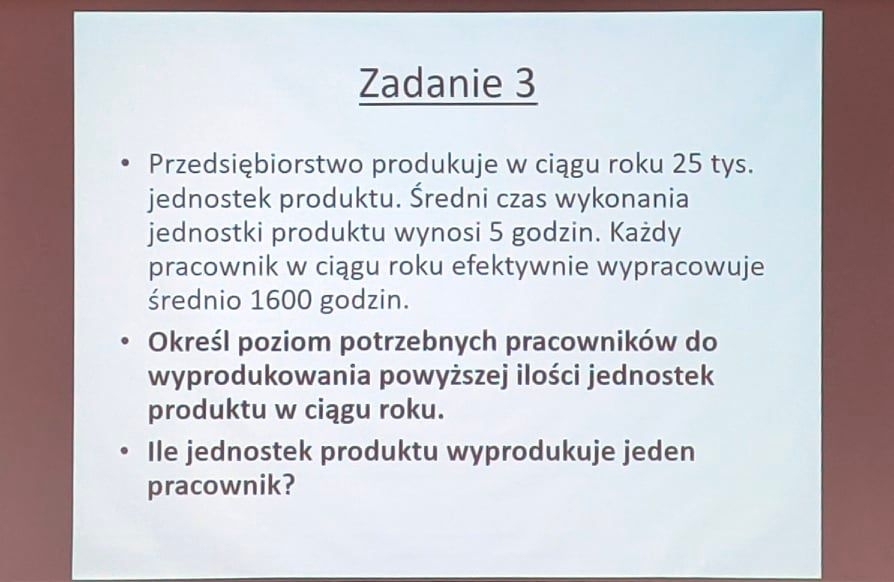 Zadanie 3
• Przedsiębiorstwo produkuje w ciągu roku 25 tys.
jednostek produktu. Średni czas wykonania
jednostki produktu wynosi 5 godzin. Każdy
pracownik w ciągu roku efektywnie wypracowuje
średnio 1600 godzin.
• Określ poziom potrzebnych pracowników do
wyprodukowania powyższej ilości jednostek
produktu w ciągu roku.
• Ile jednostek produktu wyprodukuje jeden
pracownik?